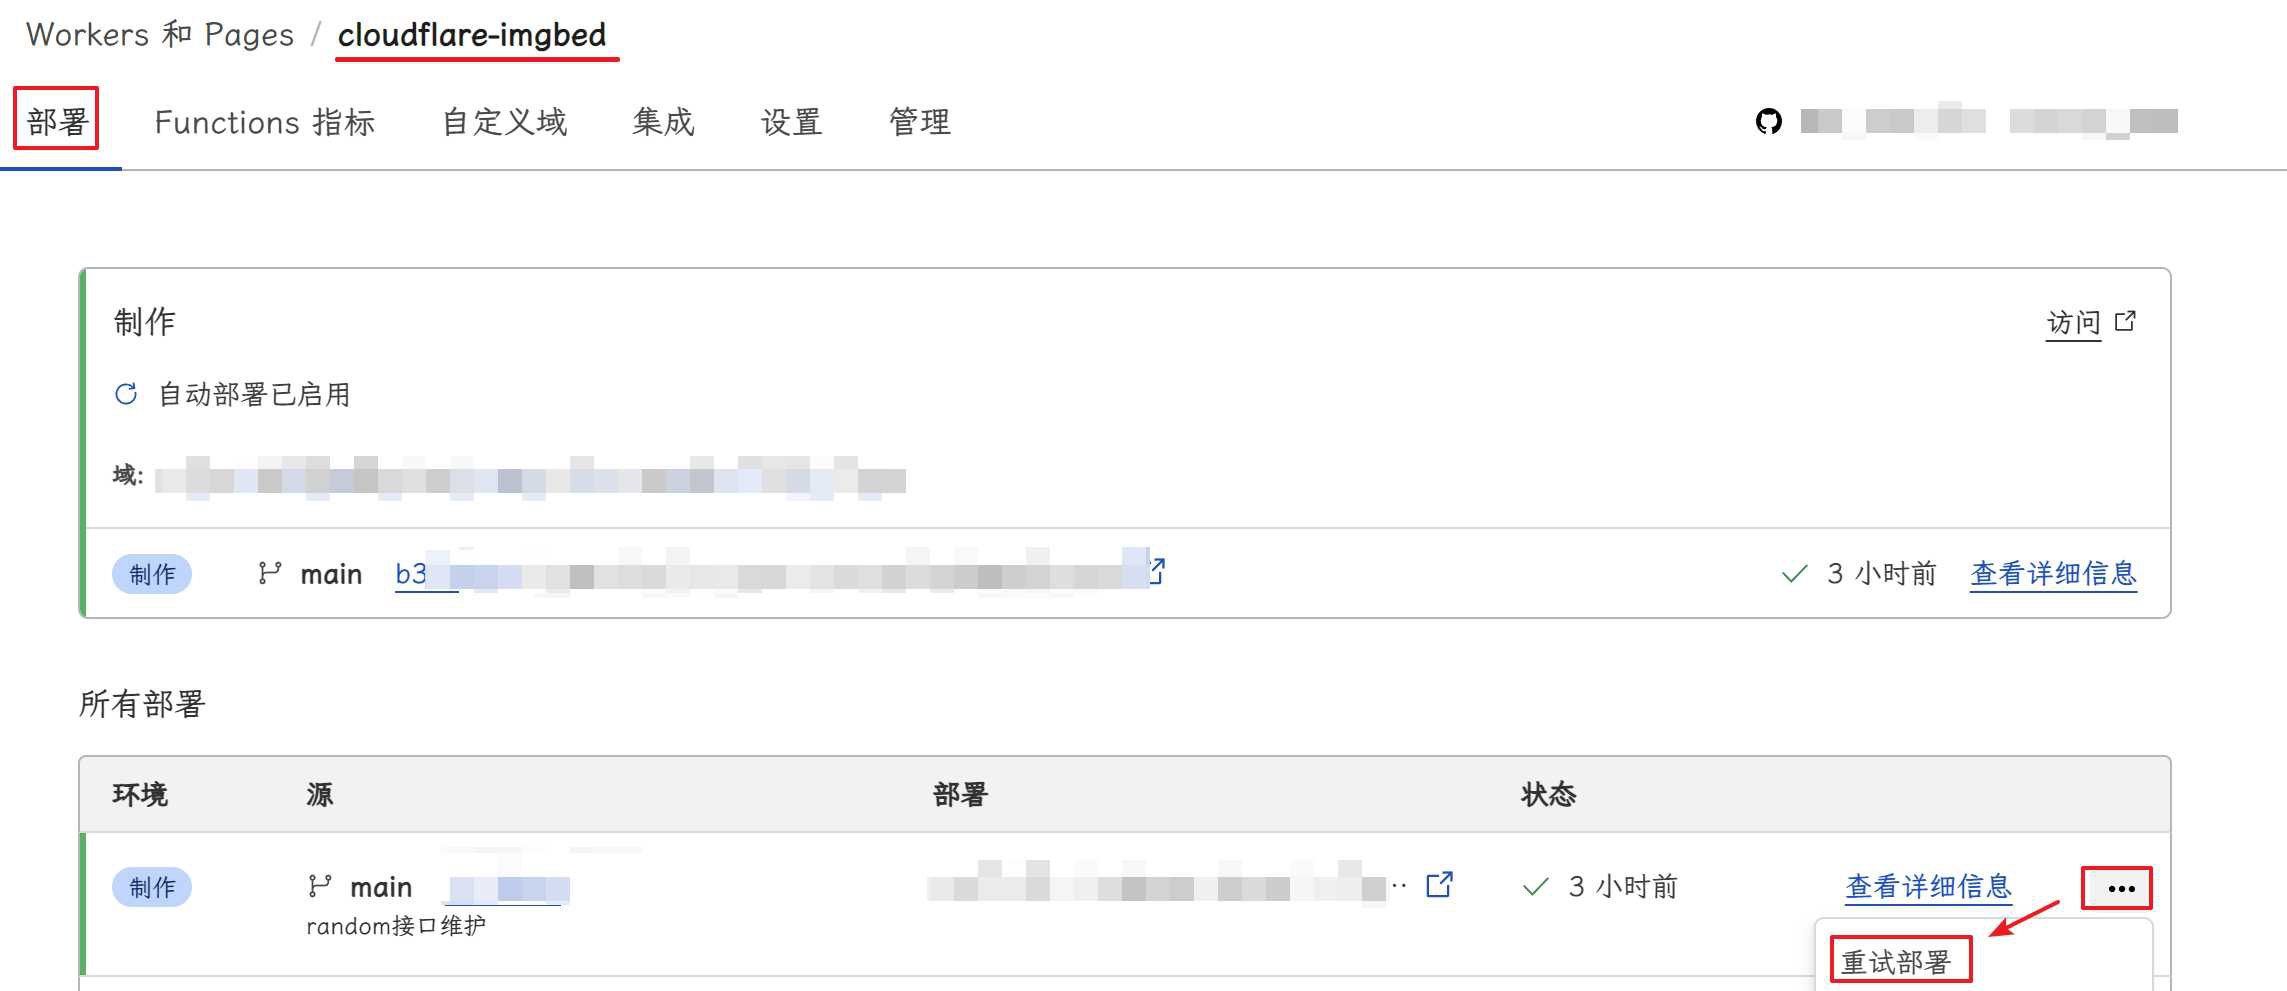 Workers 和 Pages / cloudflare-imgbed
部署 Functions 指标 自定义域 集成 设置 管理
制作 访问
自动部署已启用
域:
制作 main b3 3 小时前 查看详细信息
所有部署
环境 源 部署 状态
制作 main 3 小时前 查看详细信息
random接口维护
重试部署